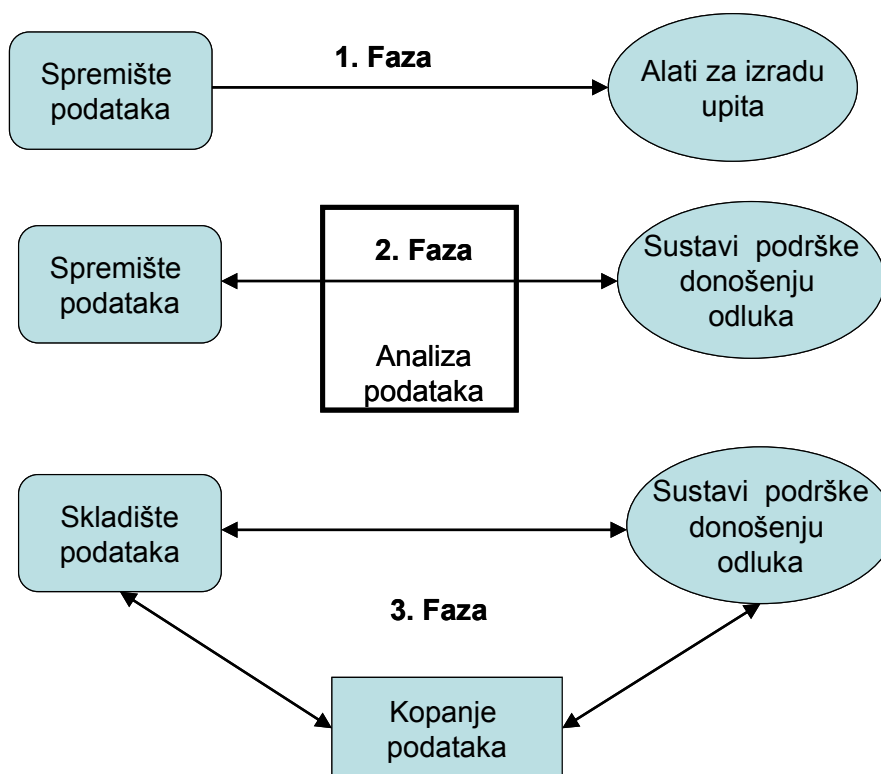 Spremište
podataka
1. Faza
Alati za izradu
upita
Spremište
podataka
2. Faza
Analiza
podataka
Sustavi podrške
donošenju
odluka
Skladište
podataka
Sustavi podrške
donošenju
odluka
3. Faza
Kopanje
podataka